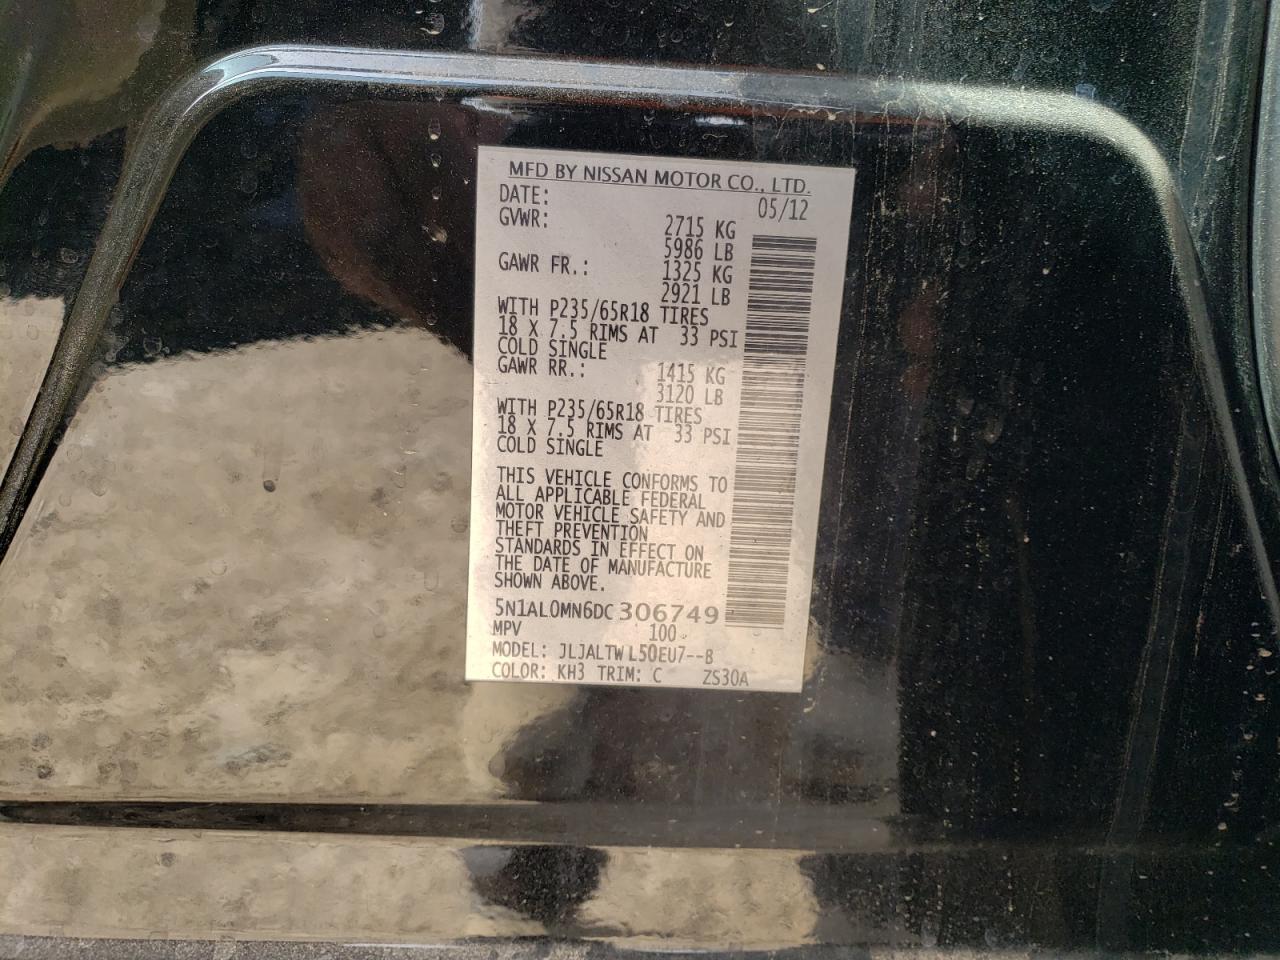 MFD BY NISSAN MOTOR CO., LTD.
DATE: 05/12
GVWR: 2715 KG
5986 LB
GAWR FR.: 1325 KG
2921 LB
WITH P235/65R18 TIRES
18 X 7.5 RIMS AT 33 PSI
COLD SINGLE
GAWR RR.: 1415 KG
3120 LB
WITH P235/65R18 TIRES
18 X 7.5 RIMS AT 33 PSI
COLD SINGLE
THIS VEHICLE CONFORMS TO
ALL APPLICABLE FEDERAL
MOTOR VEHICLE SAFETY AND
THEFT PREVENTION
STANDARDS IN EFFECT ON
THE DATE OF MANUFACTURE
SHOWN ABOVE.
5N1AL0MN6DC306749
MPV 100
MODEL: JLJALTWL50EU7--B
COLOR: KH3 TRIM: C ZS30A